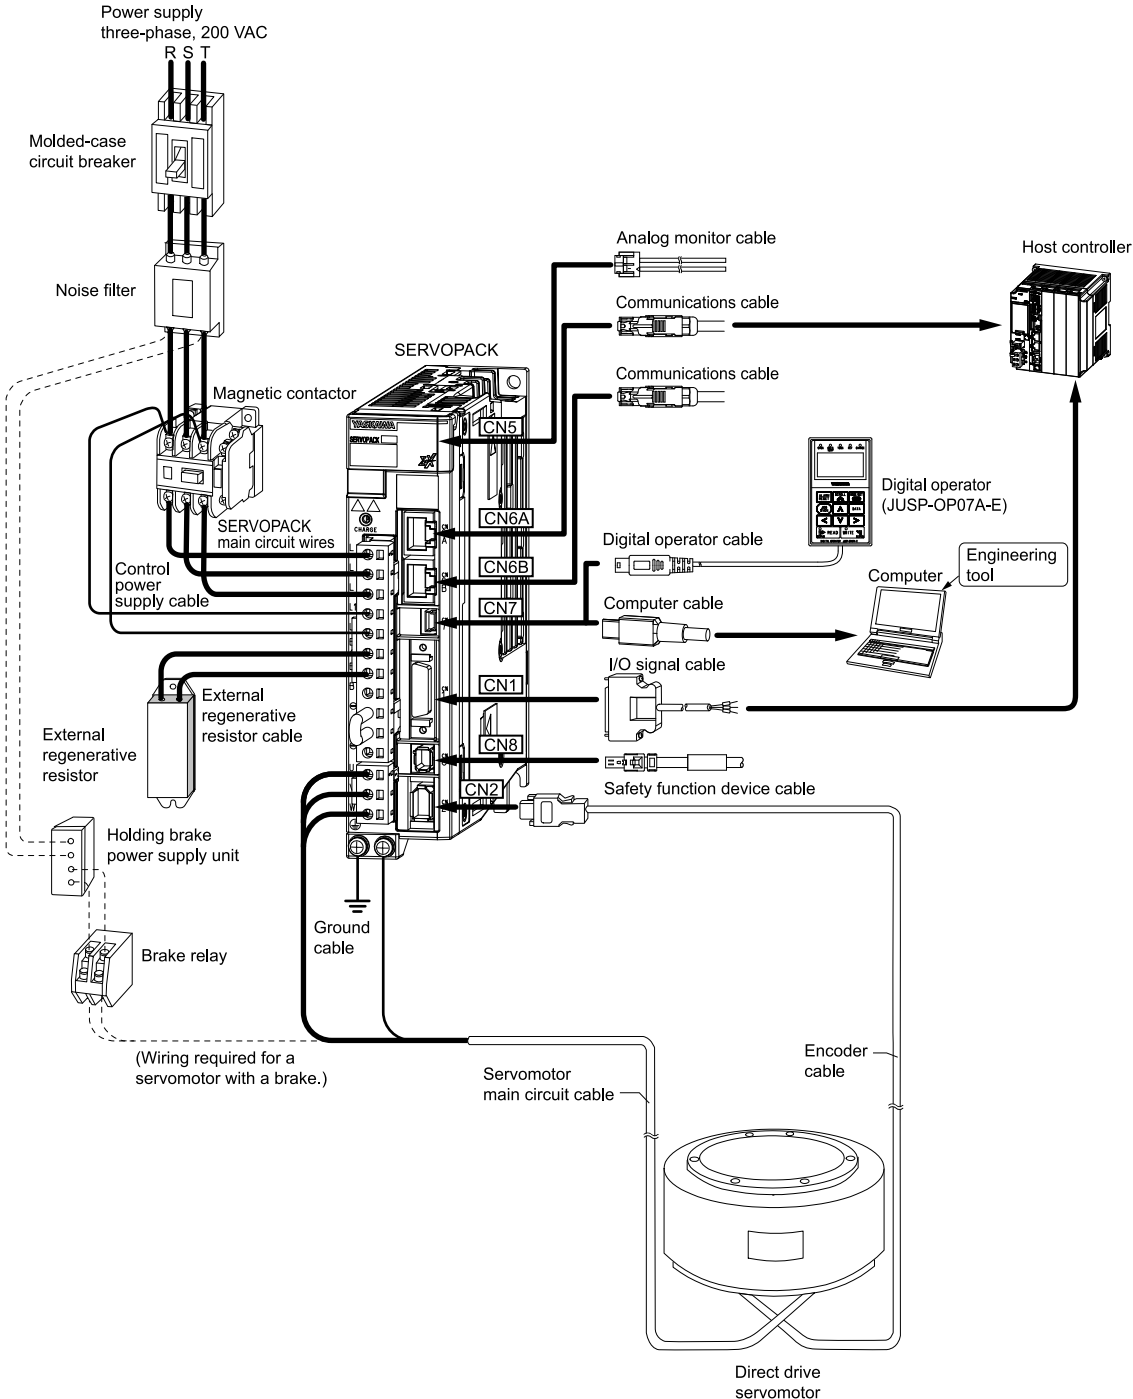 Power supply
three-phase, 200 VAC
R S T
Molded-case
circuit breaker
Noise filter
Magnetic contactor
SERVOPACK
YASKAWA
SERVOPACK
CHARGE
SERVOPACK
main circuit wires
Control
power
supply cable
External
regenerative
resistor cable
External
regenerative
resistor
Holding brake
power supply unit
Brake relay
(Wiring required for a
servomotor with a brake.)
Ground
cable
CN5
CN6A
CN6B
CN7
CN1
CN8
CN2
Analog monitor cable
Communications cable
Communications cable
Host controller
Digital operator
(JUSP-OP07A-E)
Digital operator cable
Computer cable
Computer
Engineering
tool
I/O signal cable
Safety function device cable
Servomotor
main circuit cable
Encoder
cable
Direct drive
servomotor